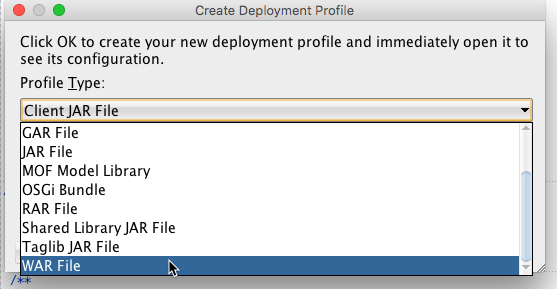 Create Deployment Profile
Click OK to create your new deployment profile and immediately open it to
see its configuration.
Profile Type:
Client JAR File
GAR File
JAR File
MOF Model Library
OSGi Bundle
RAR File
Shared Library JAR File
Taglib JAR File
WAR File
/**